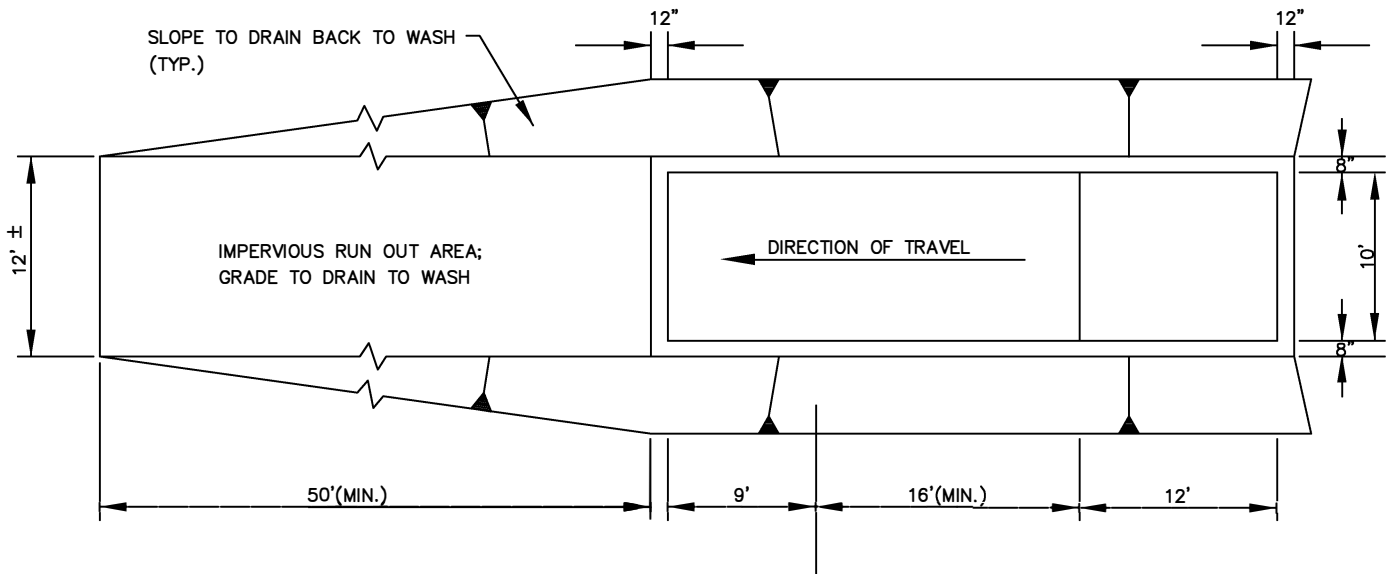 12” 12”
SLOPE TO DRAIN BACK TO WASH
(TYP.)
8”
12' ±
IMPERVIOUS RUN OUT AREA;
GRADE TO DRAIN TO WASH
DIRECTION OF TRAVEL
10'
8”
50'(MIN.) 9' 16'(MIN.) 12'